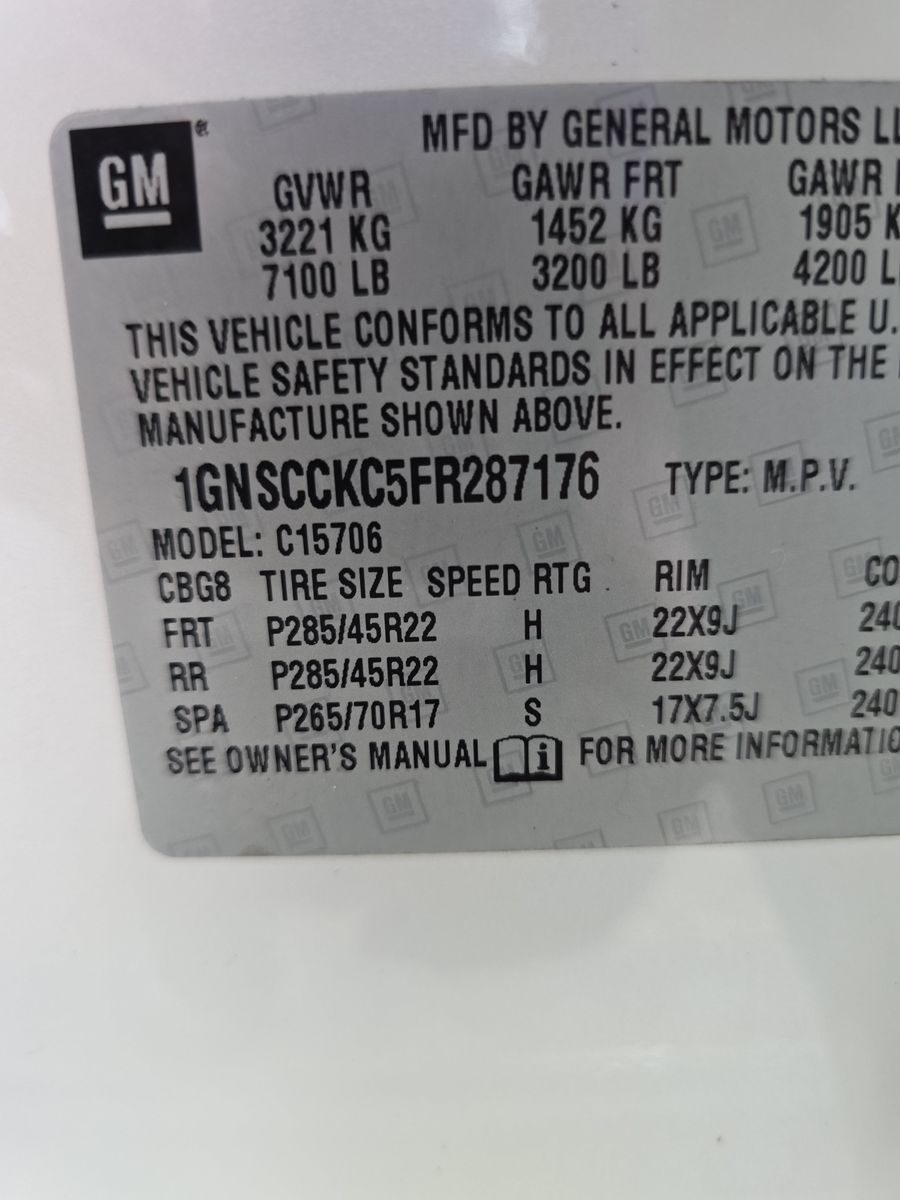 GM
MFD BY GENERAL MOTORS
GVWR GAWR FRT GAWR
3221 KG 1452 KG 1905
7100 LB 3200 LB 4200
THIS VEHICLE CONFORMS TO ALL APPLICABLE U.
VEHICLE SAFETY STANDARDS IN EFFECT ON THE
MANUFACTURE SHOWN ABOVE.
1GNSCCKC5FR287176 TYPE: M.P.V.
MODEL: C15706
CBG8 TIRE SIZE SPEED RTG RIM CO
FRT P285/45R22 H 22X9J 240
RR P285/45R22 H 22X9J 240
SPA P265/70R17 S 17X7.5J 240
SEE OWNER'S MANUAL i FOR MORE INFORMATIO